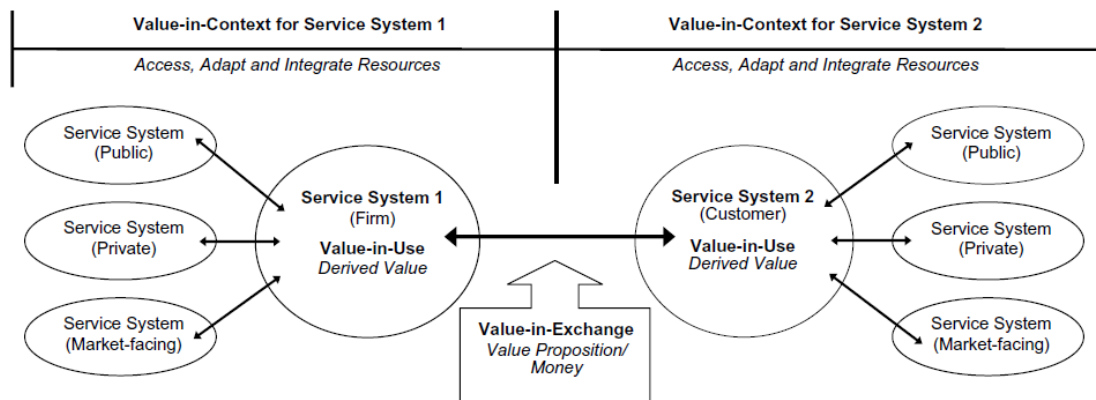 Value-in-Context for Service System 1
Access, Adapt and Integrate Resources
Value-in-Context for Service System 2
Access, Adapt and Integrate Resources
Service System
(Public)
Service System
(Private)
Service System
(Market-facing)
Service System 1
(Firm)
Value-in-Use
Derived Value
Value-in-Exchange
Value Proposition/
Money
Service System 2
(Customer)
Value-in-Use
Derived Value
Service System
(Public)
Service System
(Private)
Service System
(Market-facing)